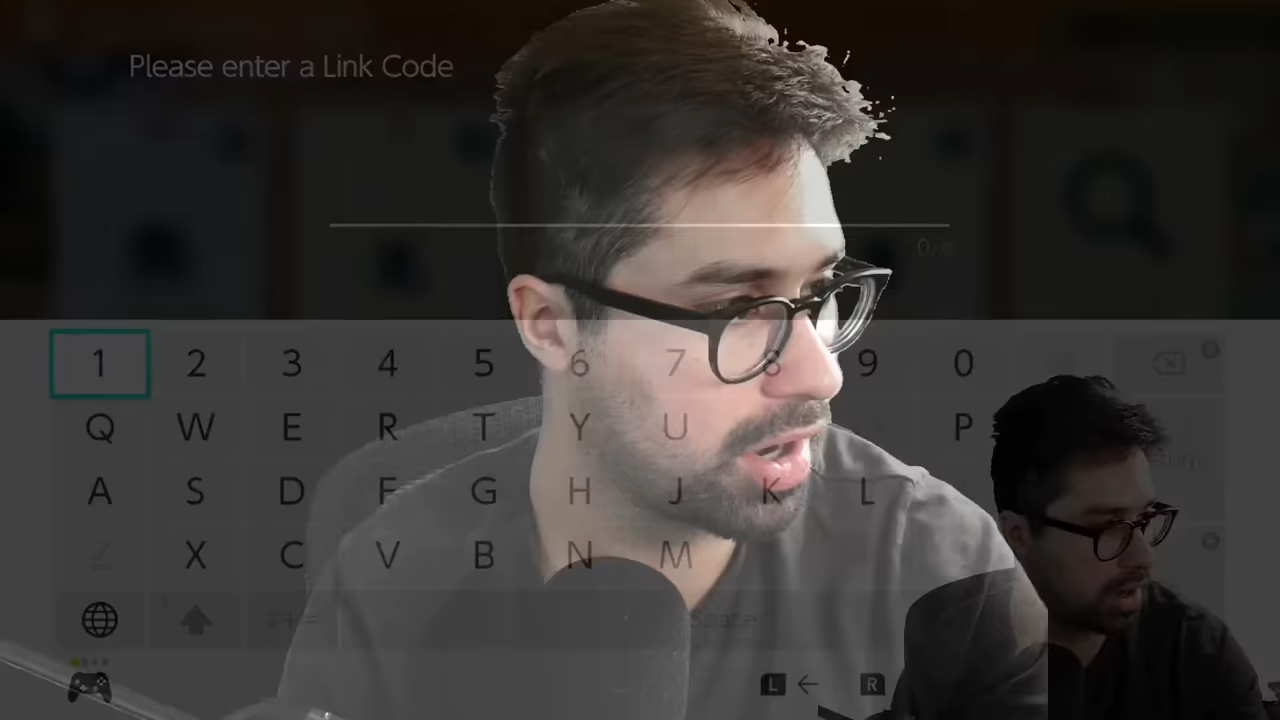 Please enter a Link Code
1 2 3 4 5 6 7 8 9 0
Q W E R T Y U P
A S D F G H J K L
Z X C V B N M
L ← R